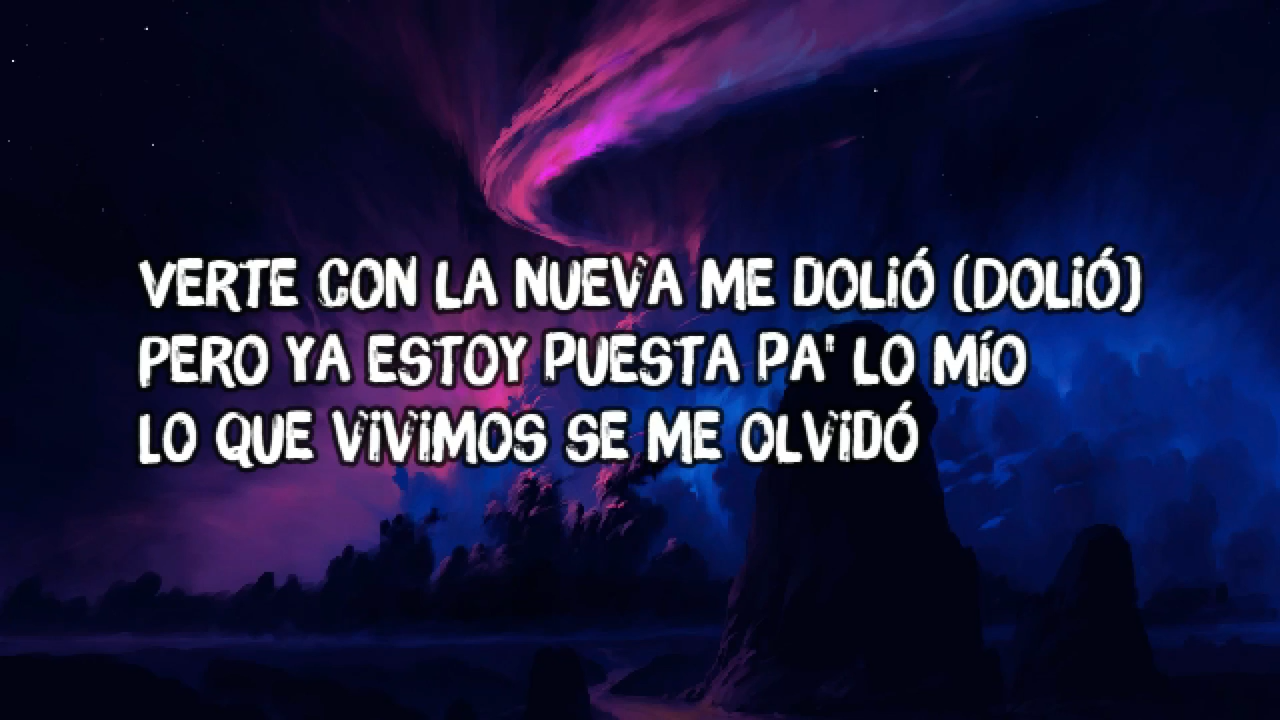 VERTE CON LA NUEVA ME DOLIÓ (DOLIÓ)
PERO YA ESTOY PUESTA PA' LO MÍO
LO QUE VIVIMOS SE ME OLVIDÓ